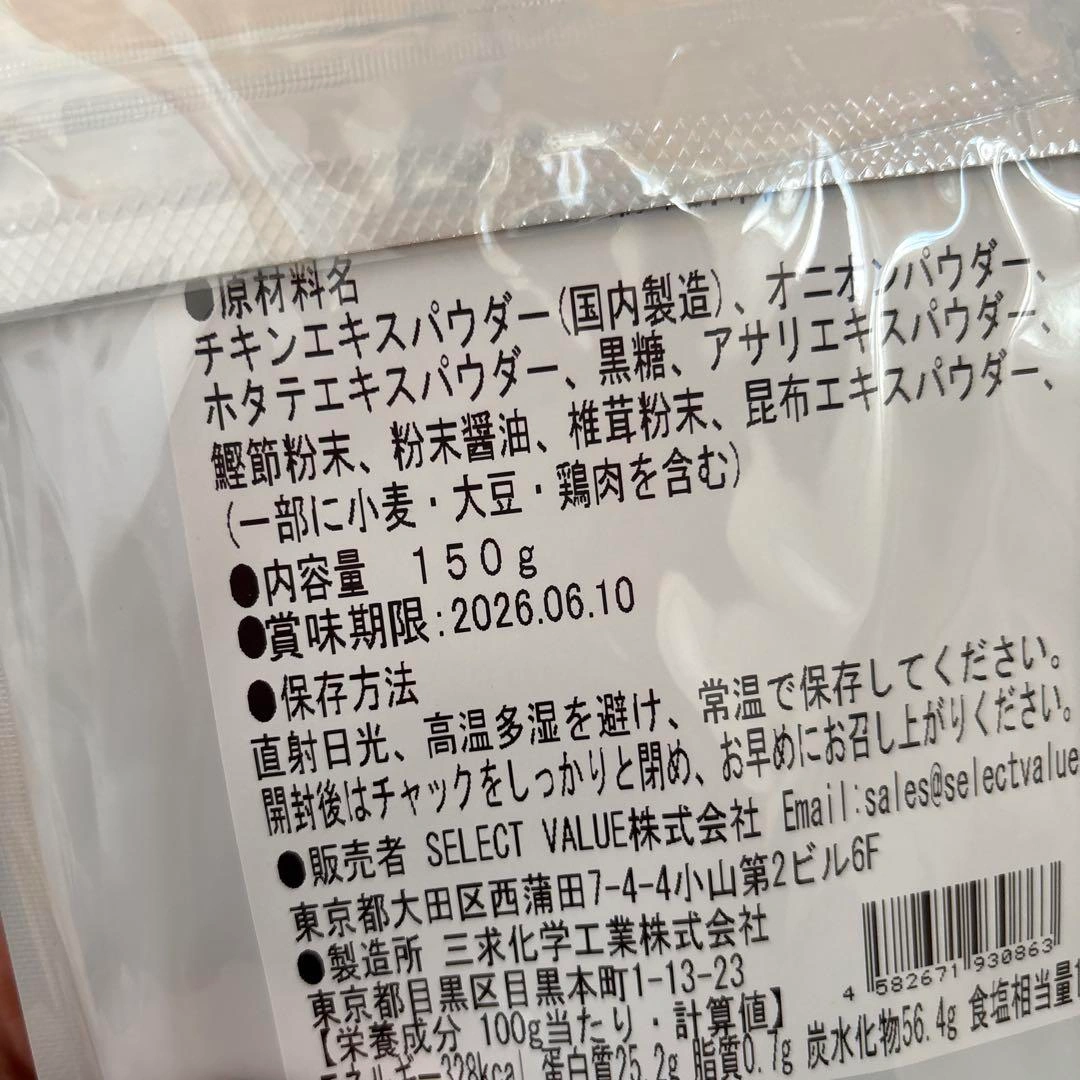 ●原材料名
チキンエキスパウダー(国内製造)、オニオンパウダー、
ホタテエキスパウダー、黒糖、アサリエキスパウダー、
鰹節粉末、粉末醤油、椎茸粉末、昆布エキスパウダー、
(一部に小麦・大豆・鶏肉を含む)
●内容量 150g
●賞味期限:2026.06.10
●保存方法
直射日光、高温多湿を避け、常温で保存してください。
開封後はチャックをしっかりと閉め、お早めにお召し上がりください。
●販売者 SELECT VALUE株式会社 Email:sales@selectvalue
東京都大田区西蒲田7-4-4小山第2ビル6F
●製造所 三求化学工業株式会社
東京都目黒区目黒本町1-13-23
4 582671 930863
【栄養成分 100g当たり・計算値】
エネルギー328kcal 蛋白質25.2g 脂質0.7g 炭水化物56.4g 食塩相当量